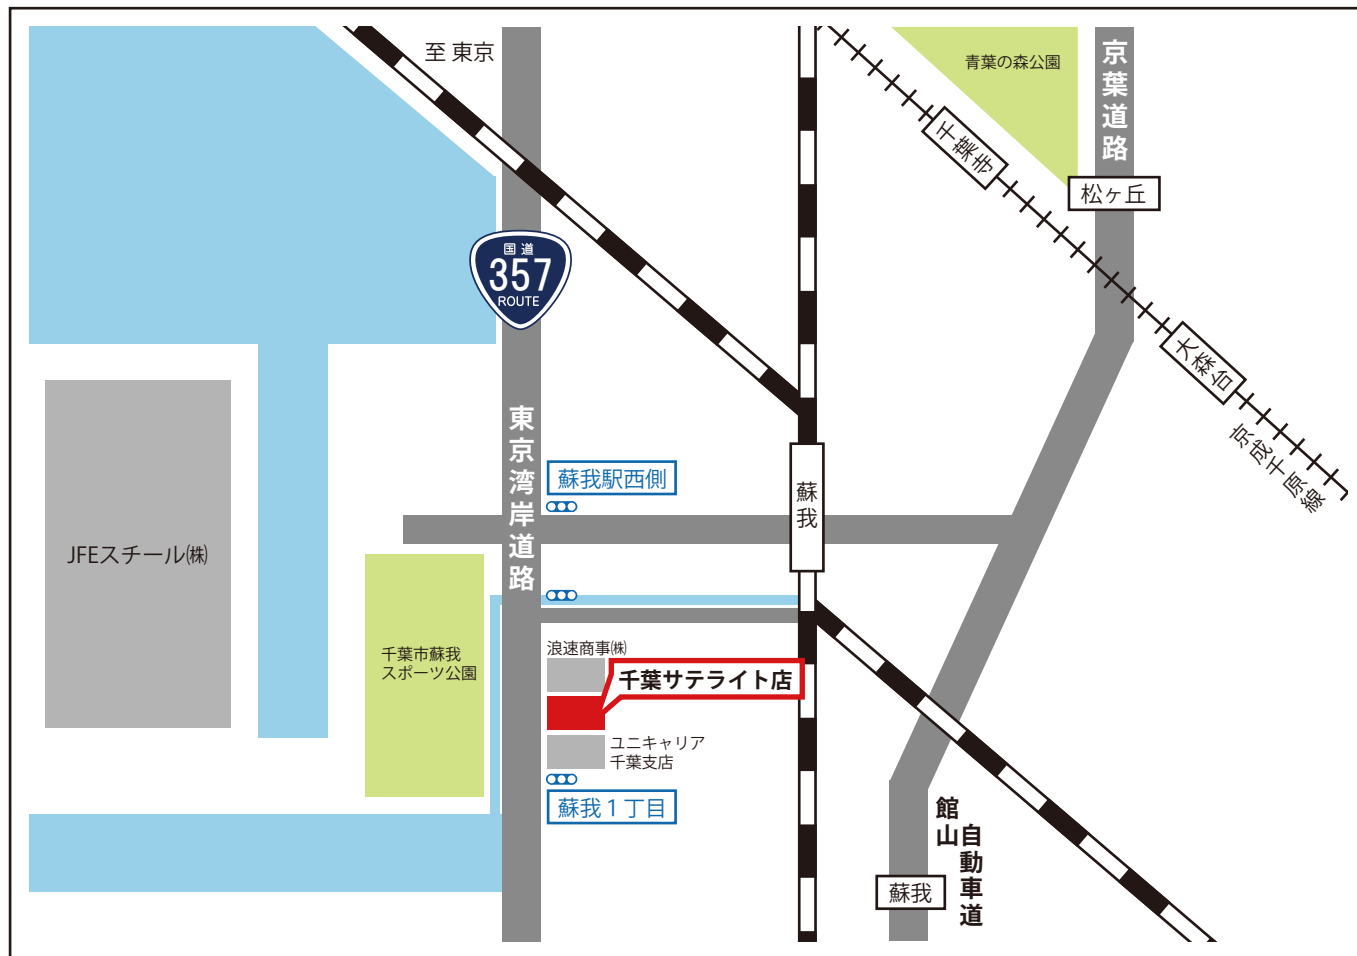 至 東京
青葉の森公園
京葉道路
千葉寺
松ヶ丘
国道
357
ROUTE
大森台
京成千原線
東京湾岸道路
蘇我駅西側
蘇我
JFEスチール㈱
千葉市蘇我
スポーツ公園
浪速商事㈱
千葉サテライト店
ユニキャリア
千葉支店
蘇我1丁目
館山
自動車道
蘇我